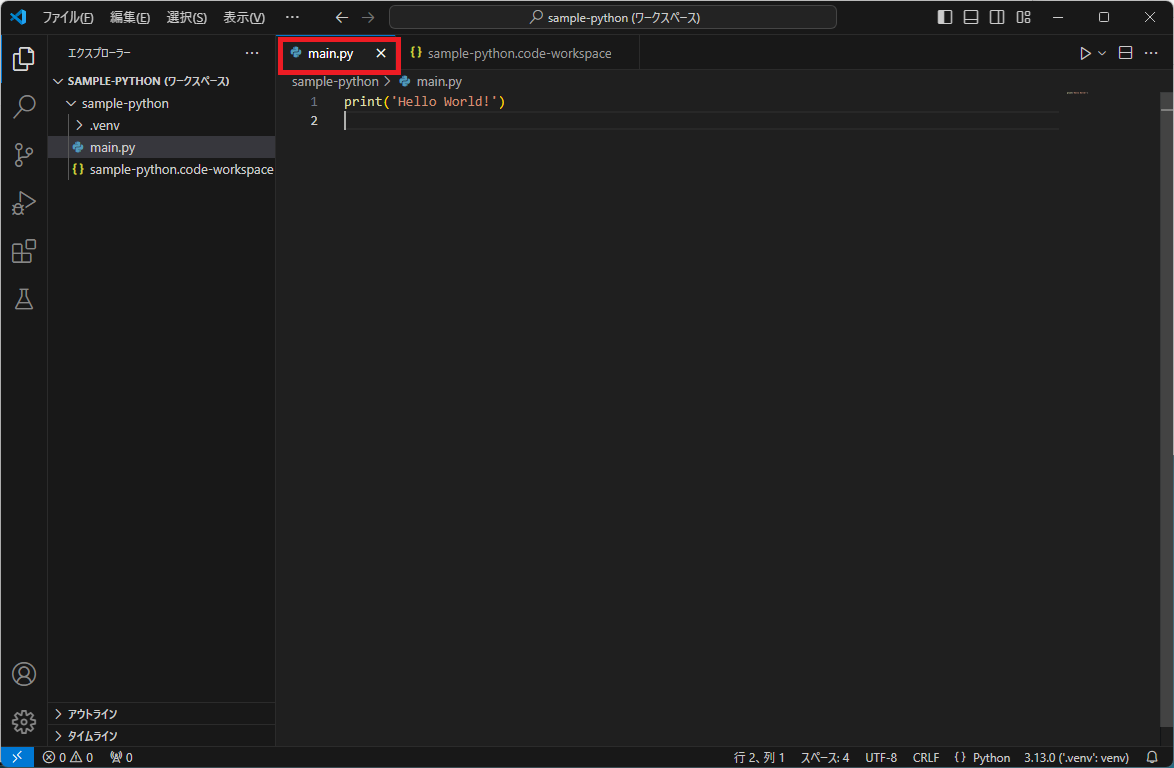 ファイル(F) 編集(E) 選択(S) 表示(V) ··· sample-python (ワークスペース)
エクスプローラー ···
SAMPLE-PYTHON (ワークスペース)
sample-python
.venv
main.py
{} sample-python.code-workspace
アウトライン
タイムライン
main.py {} sample-python.code-workspace ···
sample-python > main.py
1 print('Hello World!')
2
0 0 0 行 2、列 1 スペース: 4 UTF-8 CRLF {} Python 3.13.0 ('.venv': venv)